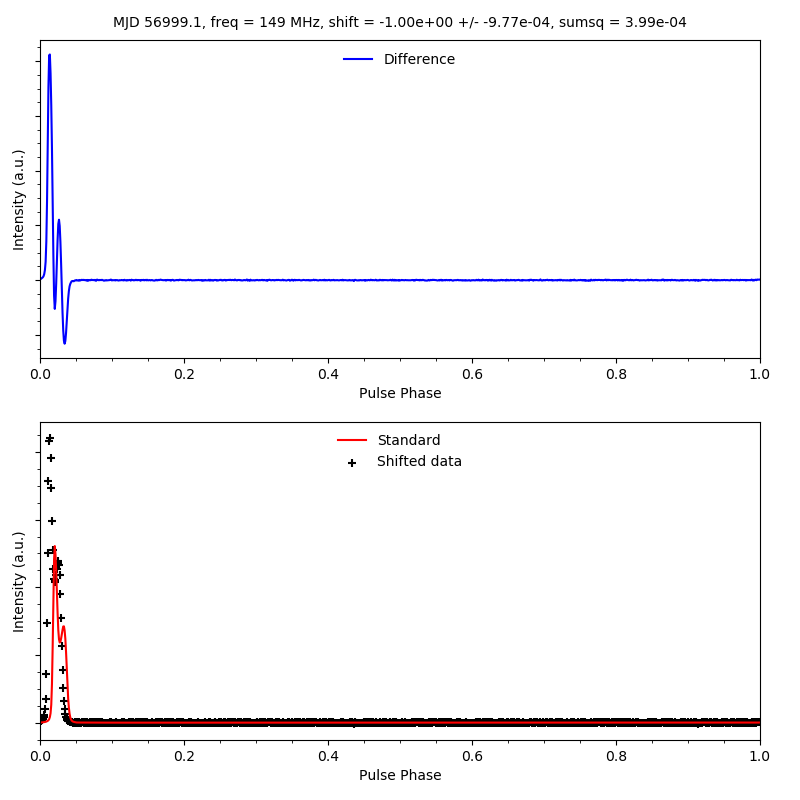 MJD 56999.1, freq = 149 MHz, shift = -1.00e+00 +/- -9.77e-04, sumsq = 3.99e-04
Difference
Intensity (a.u.)
0.0 0.2 0.4 0.6 0.8 1.0
Pulse Phase
Standard
Shifted data
Intensity (a.u.)
0.0 0.2 0.4 0.6 0.8 1.0
Pulse Phase